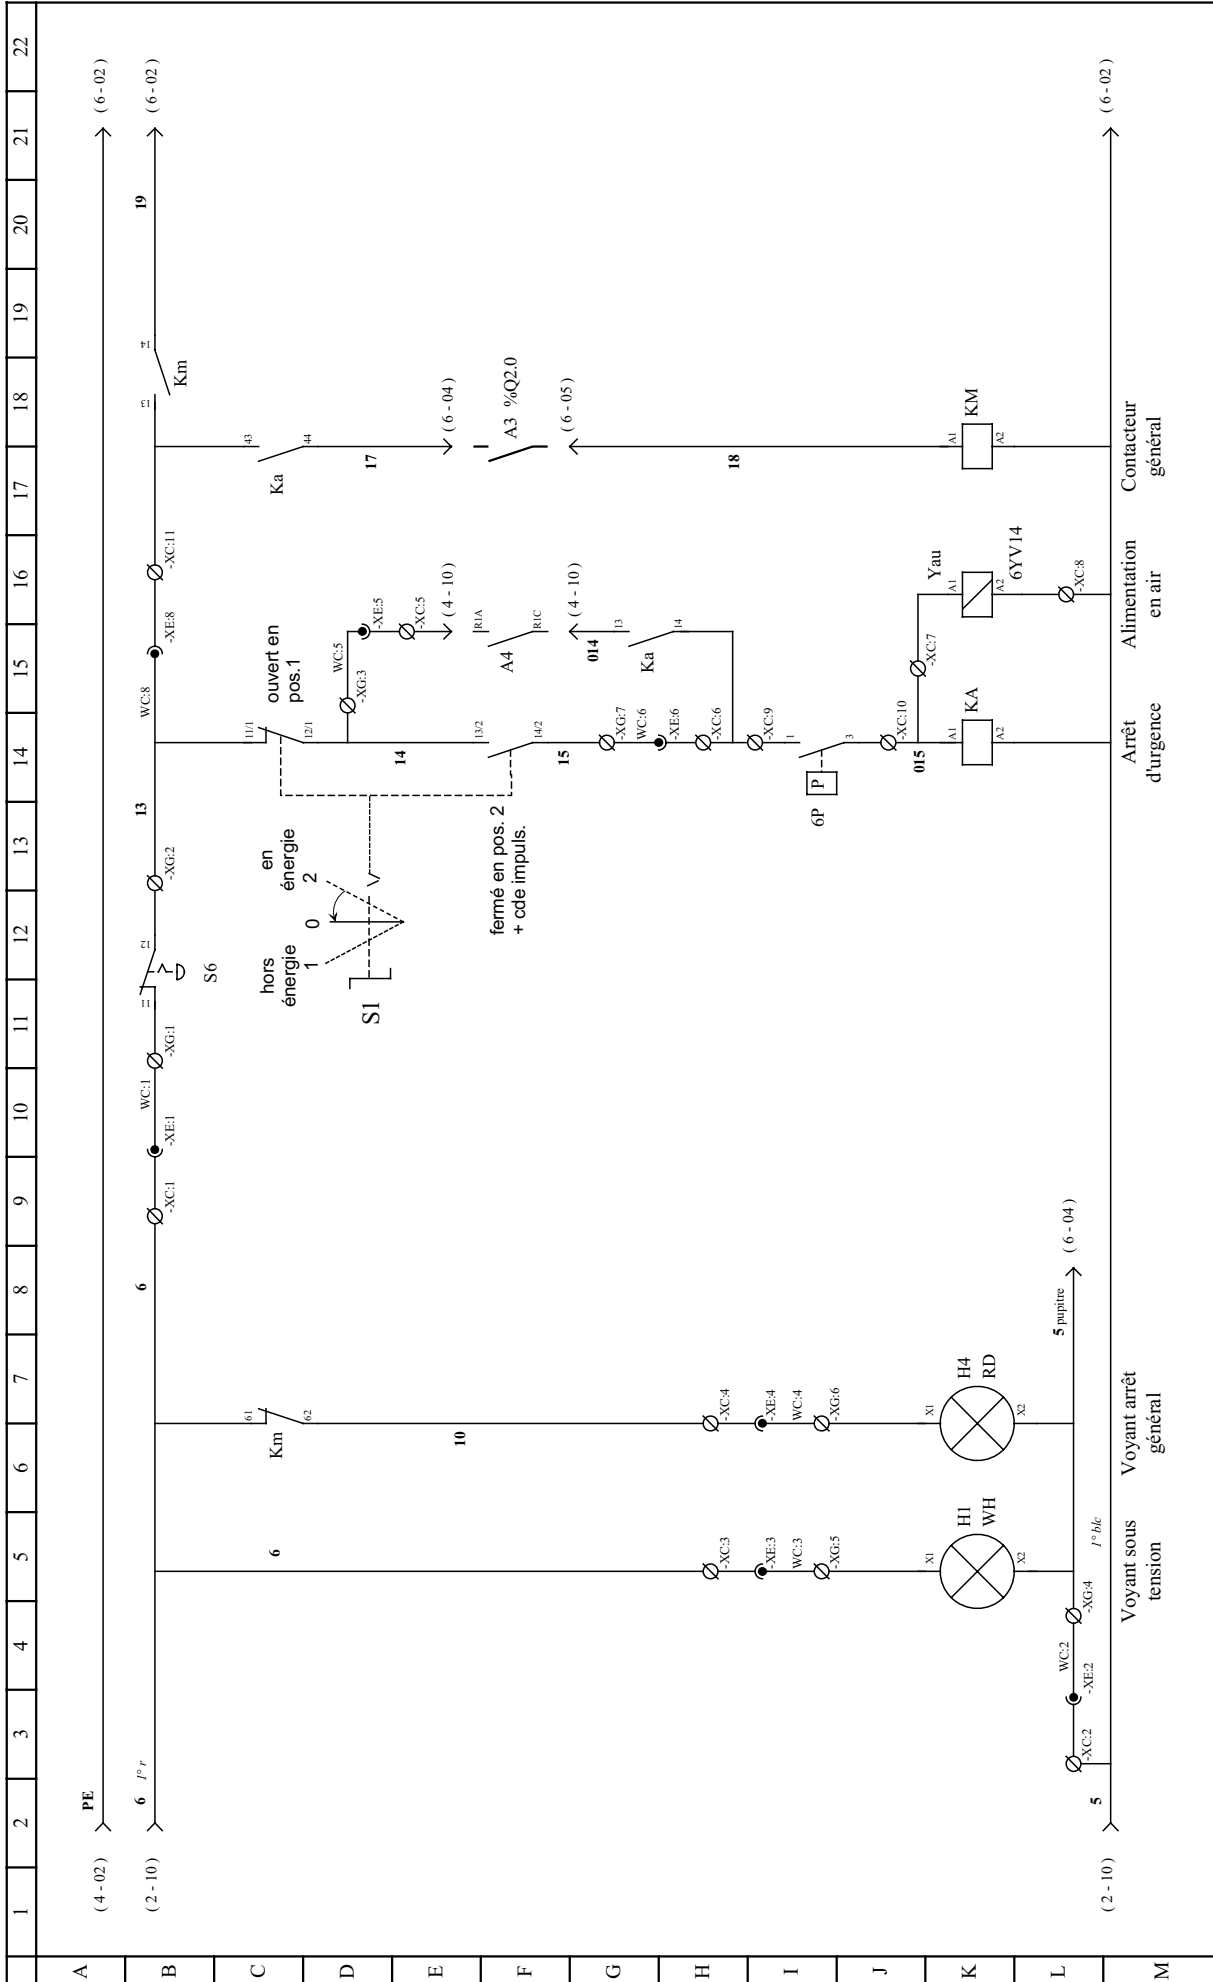 1 2 3 4 5 6 7 8 9 10 11 12 13 14 15 16 17 18 19 20 21 22
A
B
C
D
E
F
G
H
I
J
K
L
M
( 4 - 02 )
PE
( 6 - 02 )
( 2 - 10 )
6 1° r
6
-XC:1
-XE:1
WC:1
-XG:1
11
12
S6
-XG:2
13
WC:8
-XE:8
-XC:11
13
14
Km
19
( 6 - 02 )
61
62
Km
10
6
-XC:3
-XE:3
WC:3
-XG:5
X1
H1
WH
X2
-XC:4
-XE:4
WC:4
-XG:6
X1
H4
RD
X2
hors
énergie
1
0
en
énergie
2
S1
11/1
12/1
ouvert en
pos.1
14
-XG:3
WC:5
-XE:5
-XC:5
( 4 - 10 )
13/2
14/2
fermé en pos. 2
+ cde impuls.
15
R1A
R1C
A4
( 4 - 10 )
014
13
14
Ka
-XG:7
WC:6
-XE:6
-XC:6
-XC:9
1
3
P
6P
-XC:10
015
-XC:7
A1
KA
A2
Yau
A1
A2
6YV14
-XC:8
43
44
Ka
17
( 6 - 04 )
A3 %Q2.0
( 6 - 05 )
18
A1
KM
A2
-XC:2
-XE:2
WC:2
-XG:4
1° blc
5 pupitre
( 6 - 04 )
( 2 - 10 )
5
( 6 - 02 )
Voyant sous
tension
Voyant arrêt
général
Arrêt
d'urgence
Alimentation
en air
Contacteur
général